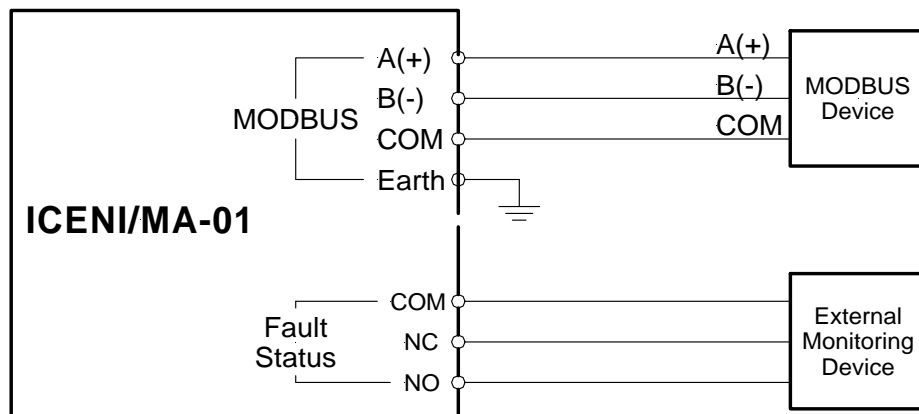 A(+)
B(-)
COM
Earth
MODBUS
A(+)
B(-)
COM
MODBUS
Device
ICENI/MA-01
COM
NC
NO
Fault
Status
External
Monitoring
Device